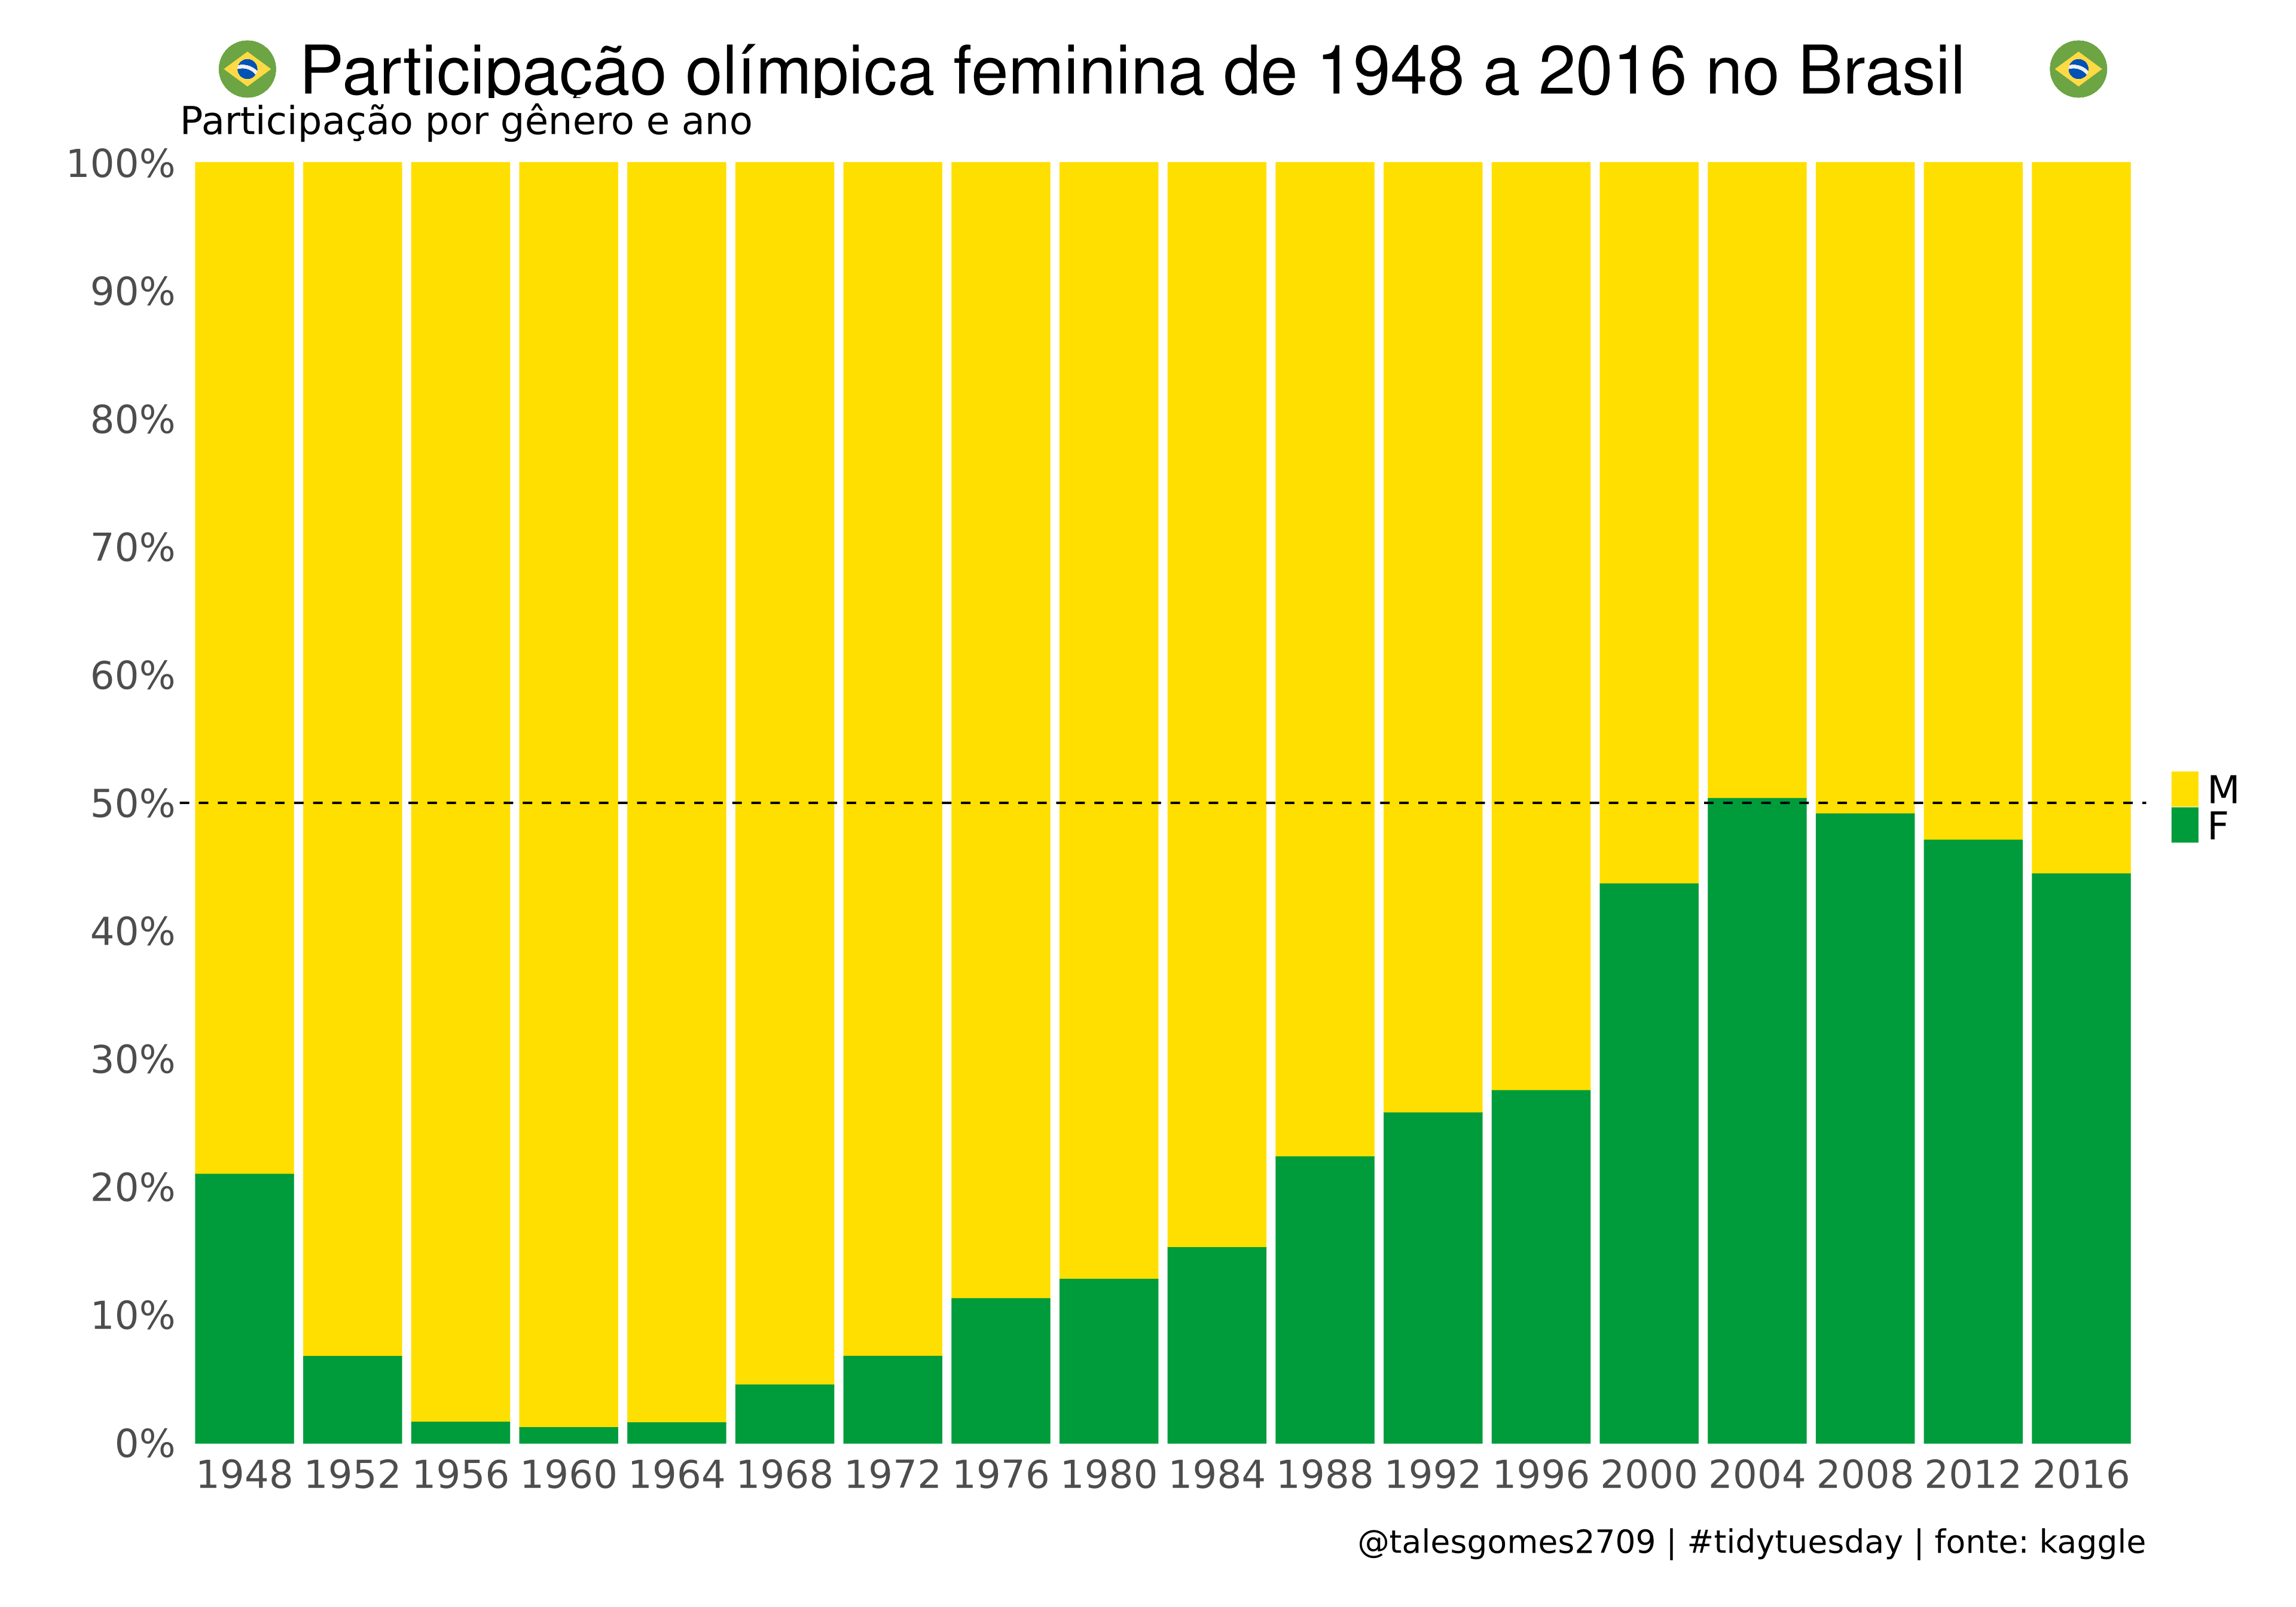 Participação olímpica feminina de 1948 a 2016 no Brasil
Participação por gênero e ano
100%
90%
80%
70%
60%
50%
40%
30%
20%
10%
0%
M
F
1948 1952 1956 1960 1964 1968 1972 1976 1980 1984 1988 1992 1996 2000 2004 2008 2012 2016
@talesgomes2709 | #tidytuesday | fonte: kaggle